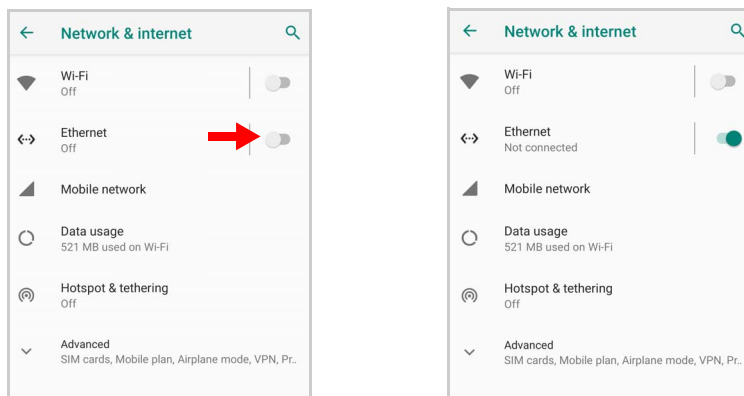 Network & internet
Wi-Fi
Off
Ethernet
Off
Mobile network
Data usage
521 MB used on Wi-Fi
Hotspot & tethering
Off
Advanced
SIM cards, Mobile plan, Airplane mode, VPN, Pr..
Network & internet
Wi-Fi
Off
Ethernet
Not connected
Mobile network
Data usage
521 MB used on Wi-Fi
Hotspot & tethering
Off
Advanced
SIM cards, Mobile plan, Airplane mode, VPN, Pr..